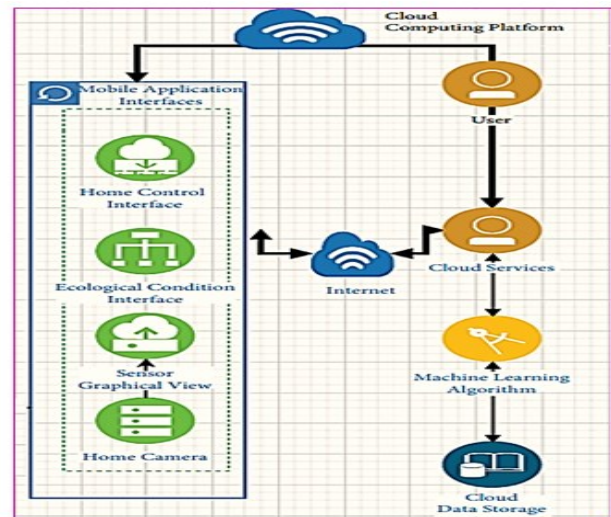 Cloud
Computing Platform
Mobile Application
Interfaces
User
Home Control
Interface
Ecological Condition
Interface
Internet
Cloud Services
Sensor
Graphical View
Machine Learning
Algorithm
Home Camera
Cloud
Data Storage